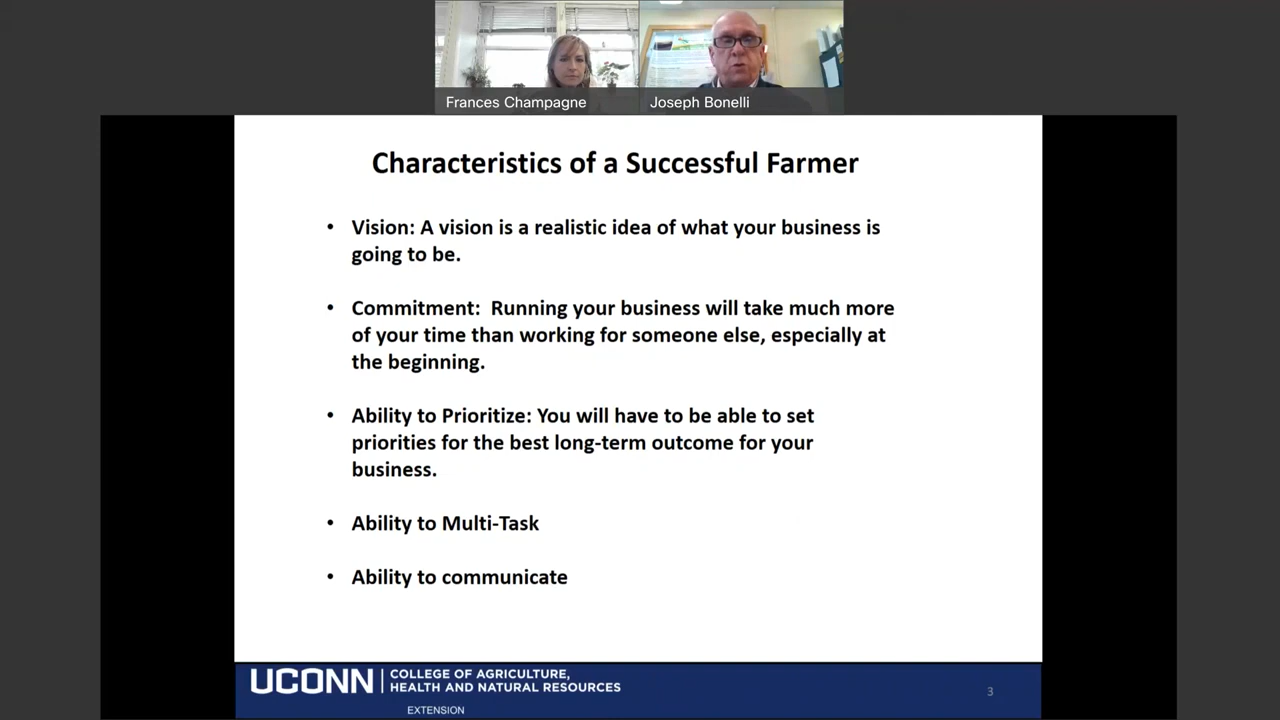 Frances Champagne
Joseph Bonelli
Characteristics of a Successful Farmer
• Vision: A vision is a realistic idea of what your business is
going to be.
• Commitment:  Running your business will take much more
of your time than working for someone else, especially at
the beginning.
• Ability to Prioritize: You will have to be able to set
priorities for the best long-term outcome for your
business.
• Ability to Multi-Task
• Ability to communicate
UCONN | COLLEGE OF AGRICULTURE,
HEALTH AND NATURAL RESOURCES
EXTENSION
3